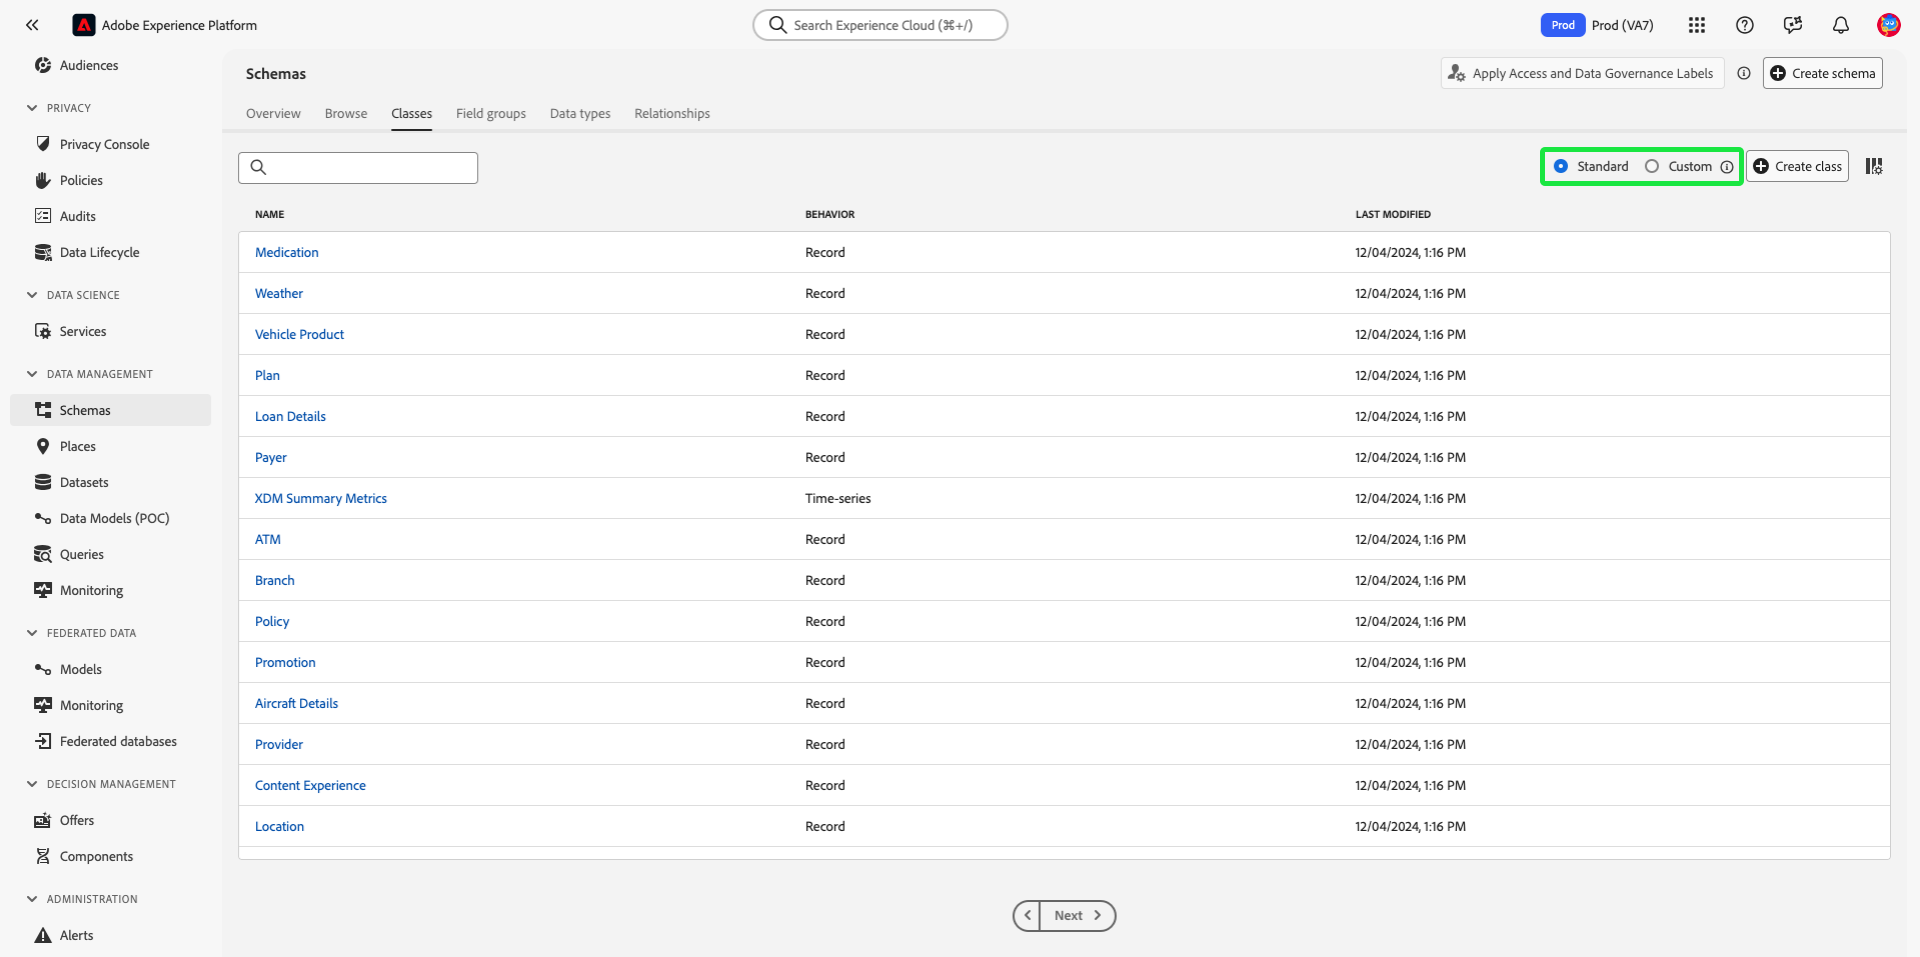 Adobe Experience Platform
Search Experience Cloud (⌘+/)
Prod
Prod (VA7)
Audiences
PRIVACY
Privacy Console
Policies
Audits
Data Lifecycle
DATA SCIENCE
Services
DATA MANAGEMENT
Schemas
Places
Datasets
Data Models (POC)
Queries
Monitoring
FEDERATED DATA
Models
Monitoring
Federated databases
DECISION MANAGEMENT
Offers
Components
ADMINISTRATION
Alerts
Schemas
Apply Access and Data Governance Labels
Create schema
Overview Browse Classes Field groups Data types Relationships
Standard Custom
Create class
NAME BEHAVIOR LAST MODIFIED
Medication Record 12/04/2024, 1:16 PM
Weather Record 12/04/2024, 1:16 PM
Vehicle Product Record 12/04/2024, 1:16 PM
Plan Record 12/04/2024, 1:16 PM
Loan Details Record 12/04/2024, 1:16 PM
Payer Record 12/04/2024, 1:16 PM
XDM Summary Metrics Time-series 12/04/2024, 1:16 PM
ATM Record 12/04/2024, 1:16 PM
Branch Record 12/04/2024, 1:16 PM
Policy Record 12/04/2024, 1:16 PM
Promotion Record 12/04/2024, 1:16 PM
Aircraft Details Record 12/04/2024, 1:16 PM
Provider Record 12/04/2024, 1:16 PM
Content Experience Record 12/04/2024, 1:16 PM
Location Record 12/04/2024, 1:16 PM
Next